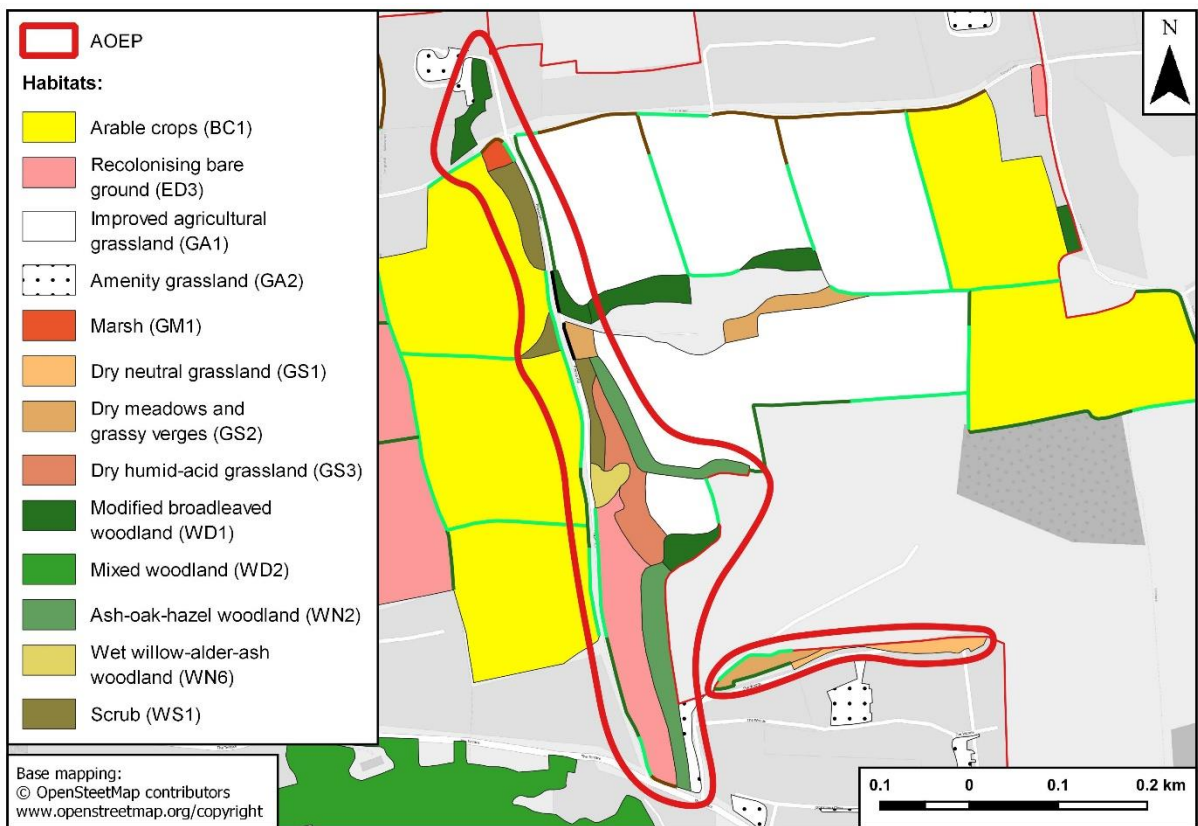 AOEP
Habitats:
Arable crops (BC1)
Recolonising bare
ground (ED3)
Improved agricultural
grassland (GA1)
Amenity grassland (GA2)
Marsh (GM1)
Dry neutral grassland (GS1)
Dry meadows and
grassy verges (GS2)
Dry humid-acid grassland (GS3)
Modified broadleaved
woodland (WD1)
Mixed woodland (WD2)
Ash-oak-hazel woodland (WN2)
Wet willow-alder-ash
woodland (WN6)
Scrub (WS1)
Base mapping:
© OpenSteetMap contributors
www.openstreetmap.org/copyright
N
0.1 0 0.1 0.2 km